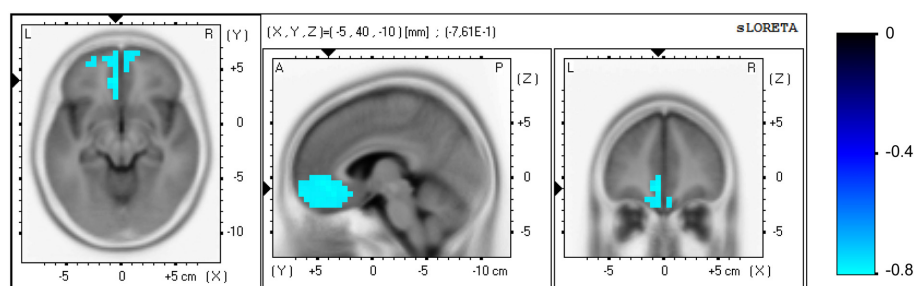 (X, Y, Z)=( -5 , 40 , -10 ) [mm] ; (-7,61E-1)
sLORETA
L R (Y)
+5
0
-5
-10
-5 0 +5 cm (X)
A P (Z)
+5
0
-5
(Y) +5 0 -5 -10 cm
L R (Z)
+5
0
-5
-5 0 +5 cm (X)
0
-0.4
-0.8